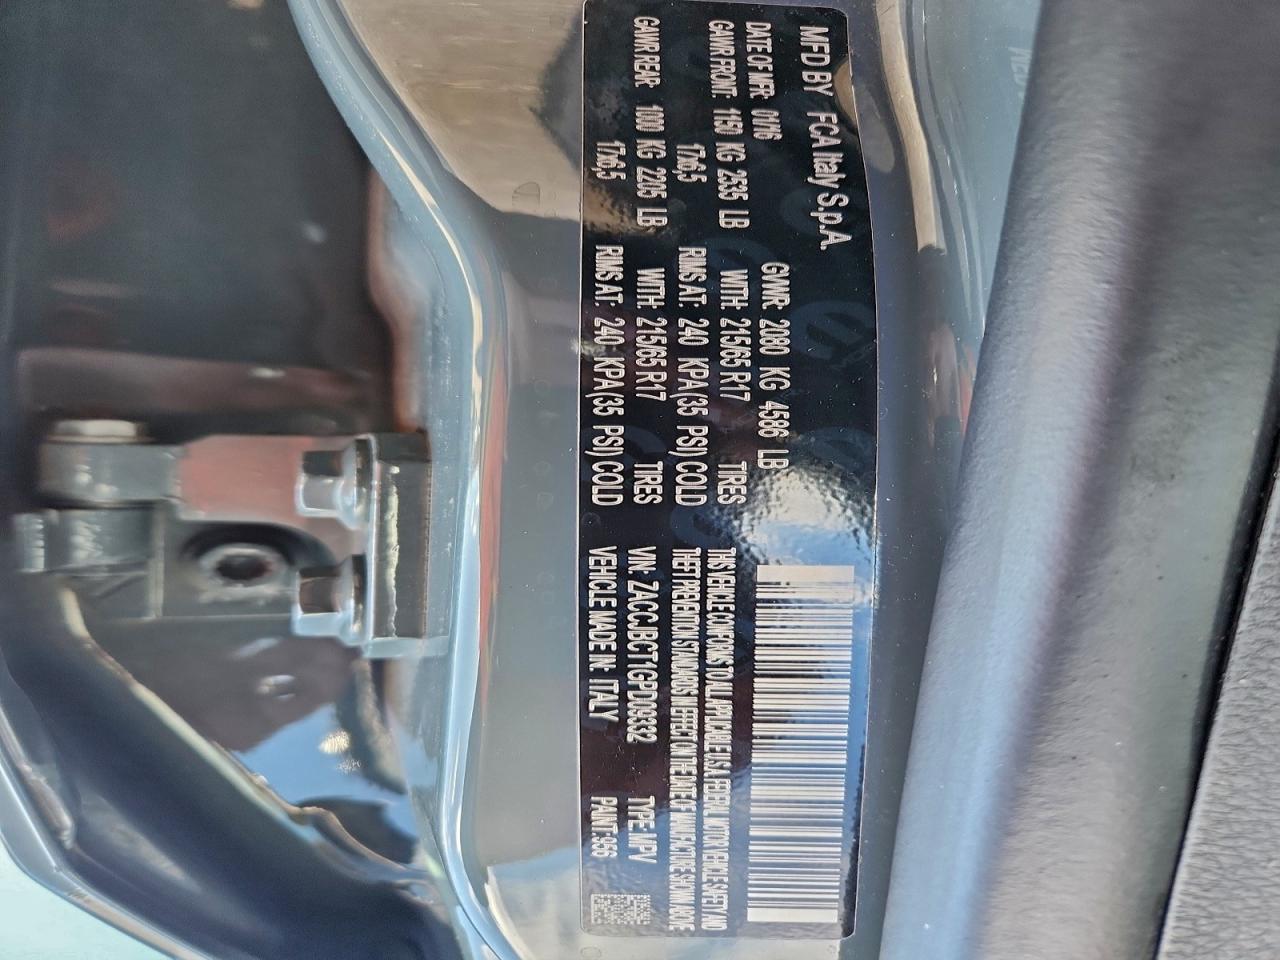 MFD BY FCA Italy S.p.A.
DATE OF MFR: 01/16 GVWR: 2080 KG 4586 LB
GAWR FRONT: 1150 KG 2535 LB WITH: 215/65 R17 TIRES
17x6,5 RIMS AT: 240 KPA(35 PSI) COLD
GAWR REAR: 1000 KG 2205 LB WITH: 215/65 R17 TIRES
17x6,5 RIMS AT: 240 KPA(35 PSI) COLD
THIS VEHICLE CONFORMS TO ALL APPLICABLE U.S.A. FEDERAL MOTOR VEHICLE SAFETY AND
THEFT PREVENTION STANDARDS IN EFFECT ON THE DATE OF MANUFACTURE SHOWN ABOVE
VIN: ZACCJBCT1GPD09332 TYPE: MPV
VEHICLE MADE IN: ITALY PAINT: 956